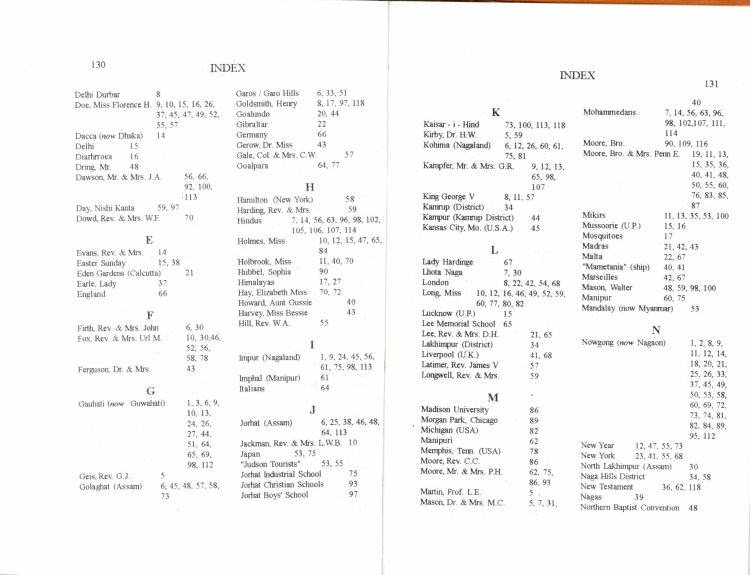 130
INDEX
Delhi Durbar 8
Doe, Miss Florence H. 9, 10, 15, 16, 26,
37, 45, 47, 49, 52,
55, 57
Dacca (now Dhaka) 14
Delhi 15
Diarhrroea 16
Dring, Mr. 48
Dawson, Mr. & Mrs. J.A. 56, 66,
92, 100,
113
Day, Nishi Kanta 59, 97
Dowd, Rev. & Mrs. W.F. 70
E
Evans, Rev. & Mrs. 14
Easter Sunday 15, 38
Eden Gardens (Calcutta) 21
Earle, Lady 37
England 66
F
Firth, Rev. & Mrs. John 6, 30
Fox, Rev. & Mrs. Url M. 10, 30,46,
52, 56,
58, 78
Ferguson, Dr. & Mrs. 43
G
Gauhati (now Guwahati) 1, 3, 6, 9,
10, 13,
24, 26,
27, 44,
51, 64,
65, 69,
98, 112
Geis, Rev. G.J. 5
Golaghat (Assam) 6, 45, 48, 57, 58,
73
Garos / Garo Hills 6, 33, 51
Goldsmith, Henry 8, 17, 97, 118
Goalundo 20, 44
Gibraltar 22
Germany 66
Gerow, Dr. Miss 43
Gale, Col. & Mrs. C.W. 57
Goalpara 64, 77
H
Hamilton (New York) 58
Harding, Rev. & Mrs. 59
Hindus 7, 14, 56, 63, 96, 98, 102,
105, 106, 107, 114
Holmes, Miss 10, 12, 15, 47, 65,
84
Holbrook, Miss 11, 40, 70
Hubbel, Sophia 90
Himalayas 17, 27
Hay, Elizabeth Miss 70, 72
Howard, Aunt Gussie 40
Harvey, Miss Bessie 43
Hill, Rev. W.A. 55
I
Impur (Nagaland) 1, 9, 24, 45, 56,
61, 75, 98, 113
Imphal (Manipur) 61
Italians 64
J
Jorhat (Assam) 6, 25, 38, 46, 48,
64, 113
Jackman, Rev. & Mrs. L.W.B. 10
Japan 53, 75
"Judson Tourists" 53, 55
Jorhat Industrial School 75
Jorhat Christian Schools 93
Jorhat Boys' School 97
INDEX
131
K
Kaisar - i - Hind 73, 100, 113, 118
Kirby, Dr. H.W. 5, 59
Kohima (Nagaland) 6, 12, 26, 60, 61,
75, 81
Kampfer, Mr. & Mrs. G.R. 9, 12, 13,
65, 98,
107
King George V 8, 11, 57
Kamrup (District) 34
Kampur (Kamrup District) 44
Kansas City, Mo. (U.S.A.) 45
L
Lady Hardinge 67
Lhota Naga 7, 30
London 8, 22, 42, 54, 68
Long, Miss 10, 12, 16, 46, 49, 52, 59,
60, 77, 80, 82
Lucknow (U.P.) 15
Lee Memorial School 65
Lee, Rev. & Mrs. D.H. 21, 65
Lakhimpur (District) 34
Liverpool (U.K.) 41, 68
Latimer, Rev. James V 57
Longwell, Rev. & Mrs. 59
M
Madison University 86
Morgan Park, Chicago 89
Michigan (USA) 82
Manipuri 62
Memphis, Tenn. (USA) 78
Moore, Rev. C.C. 86
Moore, Mr. & Mrs. P.H. 62, 75,
86, 93
Martin, Prof. L.E. 5
Mason, Dr. & Mrs. M.C. 5, 7, 31,
40
Mohammedans 7, 14, 56, 63, 96,
98, 102,107, 111,
114
Moore, Bro. 90, 109, 116
Moore, Bro. & Mrs. Penn E. 19, 11, 13,
15, 35, 36,
40, 41, 48,
50, 55, 60,
76, 83, 85,
87
Mikirs 11, 13, 35, 53, 100
Mussoorie (U.P.) 15, 16
Mosquitoes 17
Madras 21, 42, 43
Malta 22, 67
"Mametania" (ship) 40, 41
Marseilles 42, 67
Mason, Walter 48, 59, 98, 100
Manipur 60, 75
Mandalay (now Myanmar) 53
N
Nowgong (now Nagaon) 1, 2, 8, 9,
11, 12, 14,
18, 20, 21,
25, 26, 33,
37, 45, 49,
50, 53, 58,
60, 69, 72,
73, 74, 81,
82, 84, 89,
95, 112
New Year 12, 47, 55, 73
New York 23, 41, 55, 68
North Lakhimpur (Assam) 30
Naga Hills District 34, 58
New Testament 36, 62, 118
Nagas 39
Northern Baptist Convention 48